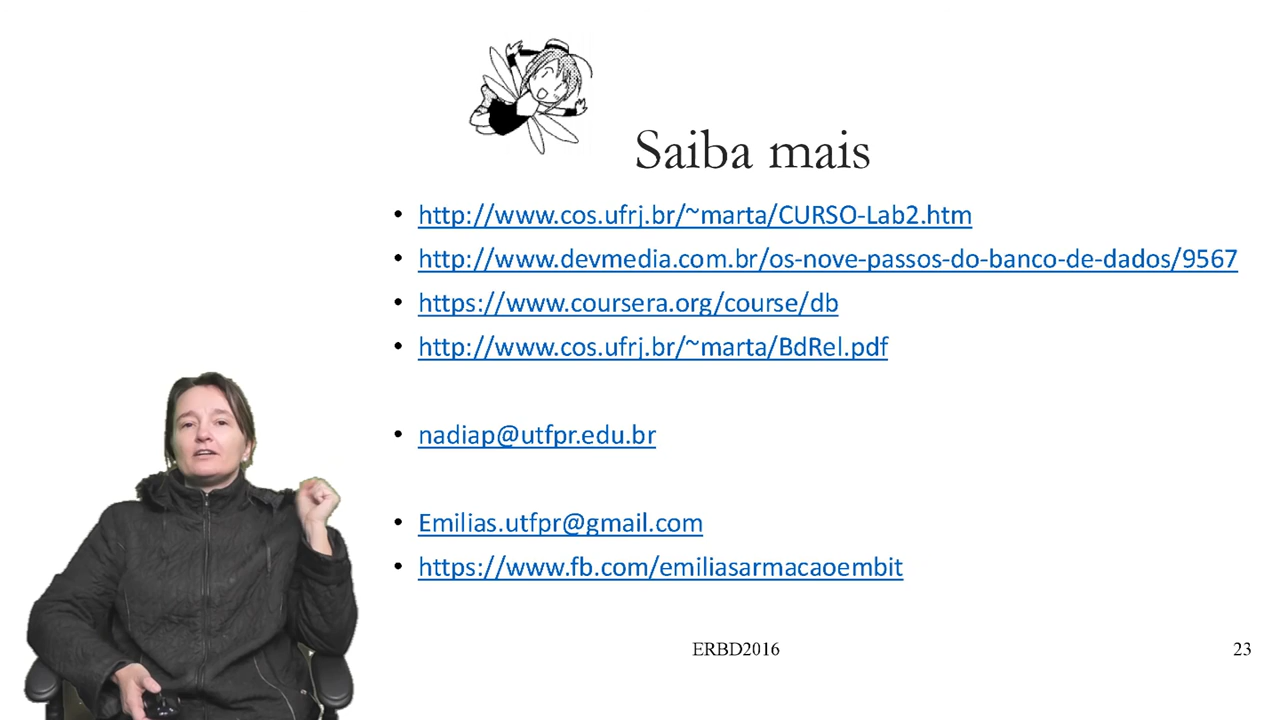 Saiba mais
http://www.cos.ufrj.br/~marta/CURSO-Lab2.htm
http://www.devmedia.com.br/os-nove-passos-do-banco-de-dados/9567
https://www.coursera.org/course/db
http://www.cos.ufrj.br/~marta/BdRel.pdf
nadiap@utfpr.edu.br
Emilias.utfpr@gmail.com
https://www.fb.com/emiliasarmacaoembit
ERBD2016
23